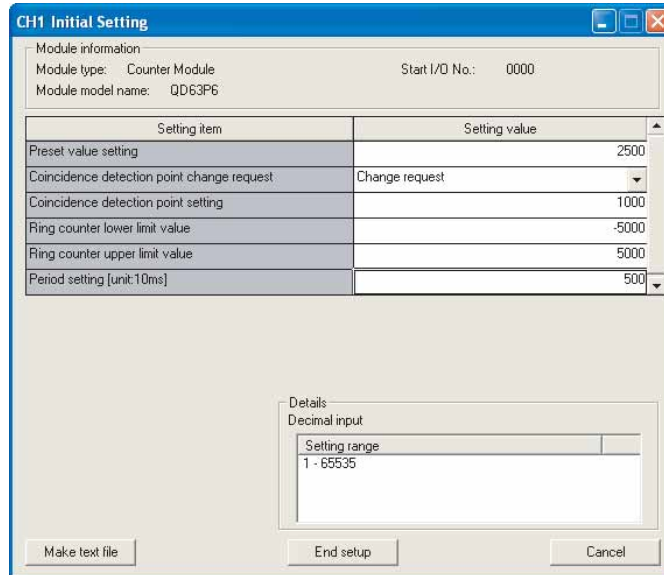 CH1 Initial Setting
Module information
Module type: Counter Module Start I/O No.: 0000
Module model name: QD63P6
Setting item Setting value
Preset value setting 2500
Coincidence detection point change request Change request
Coincidence detection point setting 1000
Ring counter lower limit value -5000
Ring counter upper limit value 5000
Period setting [unit:10ms] 500
Details
Decimal input
Setting range
1 - 65535
Make text file End setup Cancel